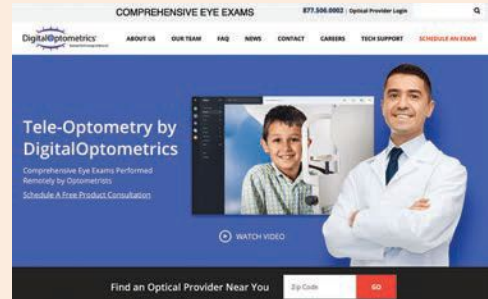 COMPREHENSIVE EYE EXAMS
877.506.0002 | Optical Provider Login
DigitalOptometrics
ABOUT US OUR TEAM FAQ NEWS CONTACT CAREERS TECH SUPPORT SCHEDULE AN EXAM
Tele-Optometry by
DigitalOptometrics
Comprehensive Eye Exams Performed
Remotely by Optometrists
Schedule A Free Product Consultation
WATCH VIDEO
Find an Optical Provider Near You Zip Code GO